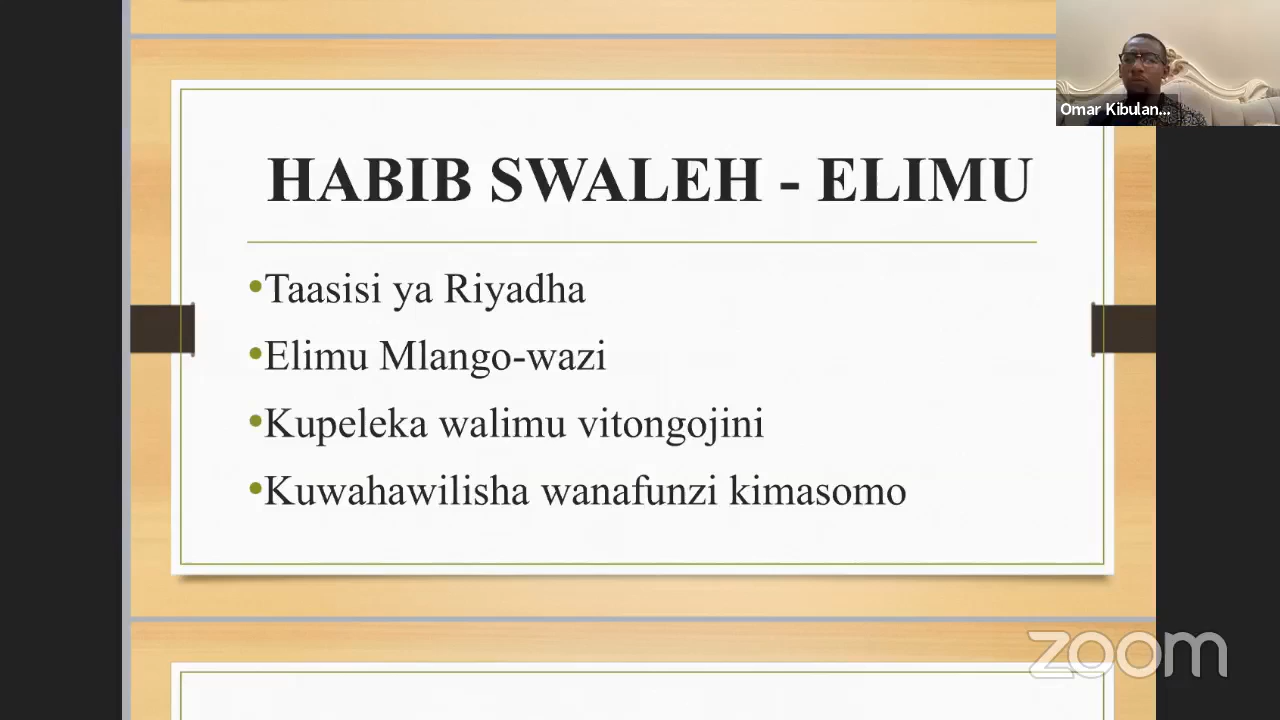 HABIB SWALEH - ELIMU
•Taasisi ya Riyadha
•Elimu Mlango-wazi
•Kupeleka walimu vitongojini
•Kuwahawilisha wanafunzi kimasomo
Omar Kibulan...
zoom